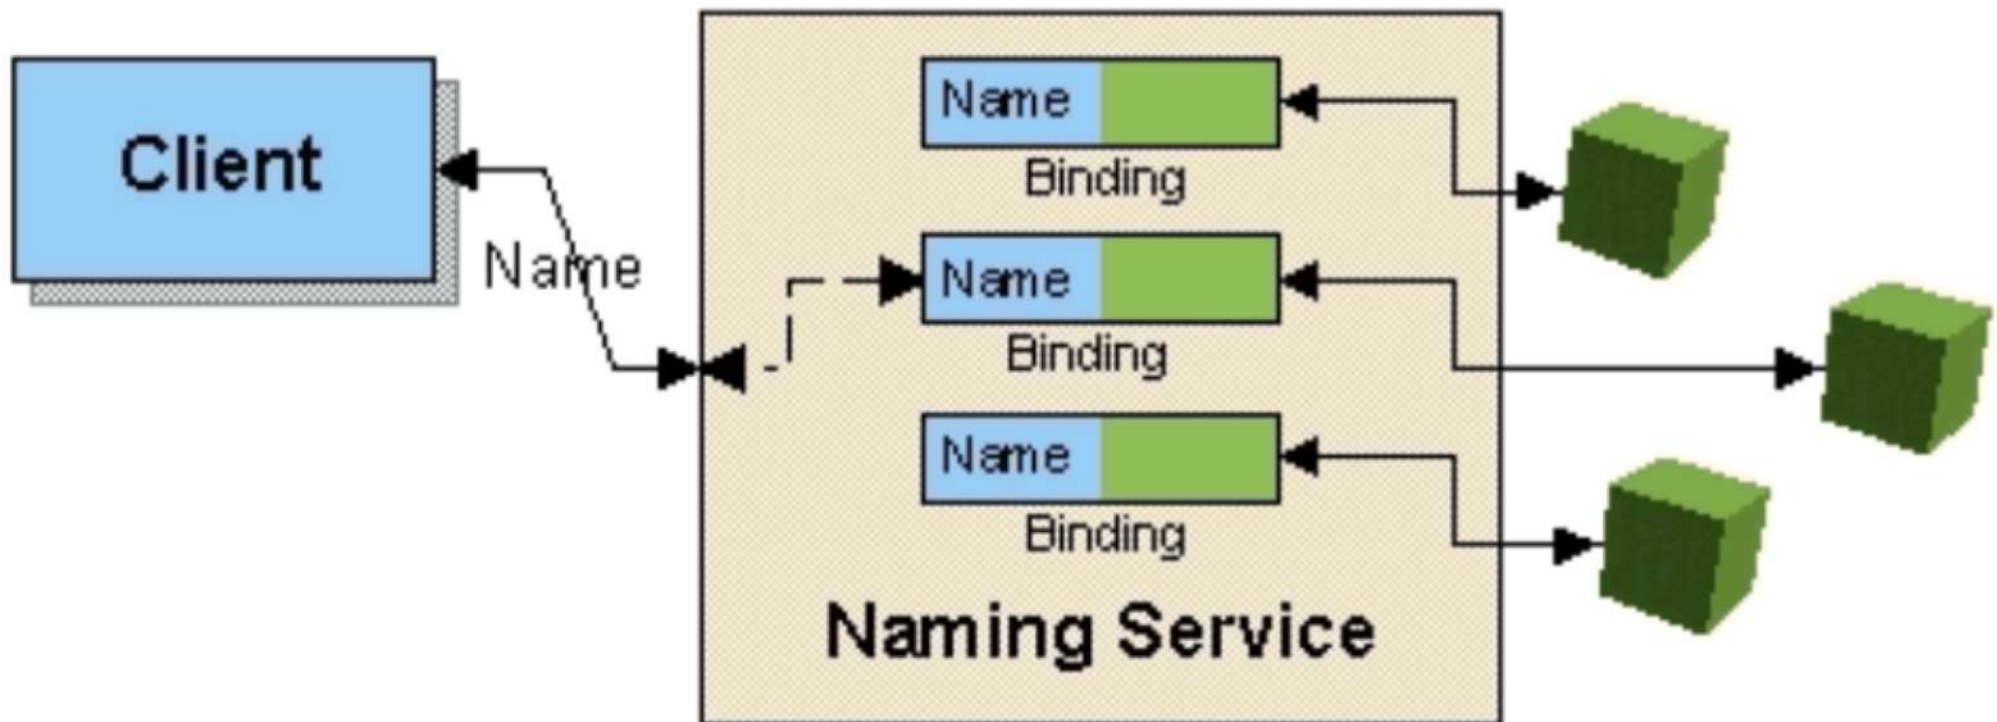 Client
Name
Name
Binding
Name
Binding
Name
Binding
Naming Service